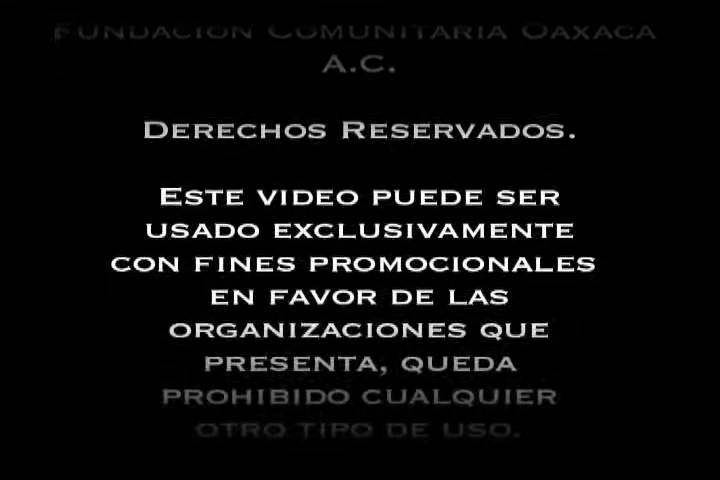 FUNDACIÓN COMUNITARIA OAXACA
A.C.
DERECHOS RESERVADOS.
ESTE VIDEO PUEDE SER
USADO EXCLUSIVAMENTE
CON FINES PROMOCIONALES
EN FAVOR DE LAS
ORGANIZACIONES QUE
PRESENTA, QUEDA
PROHIBIDO CUALQUIER
OTRO TIPO DE USO.